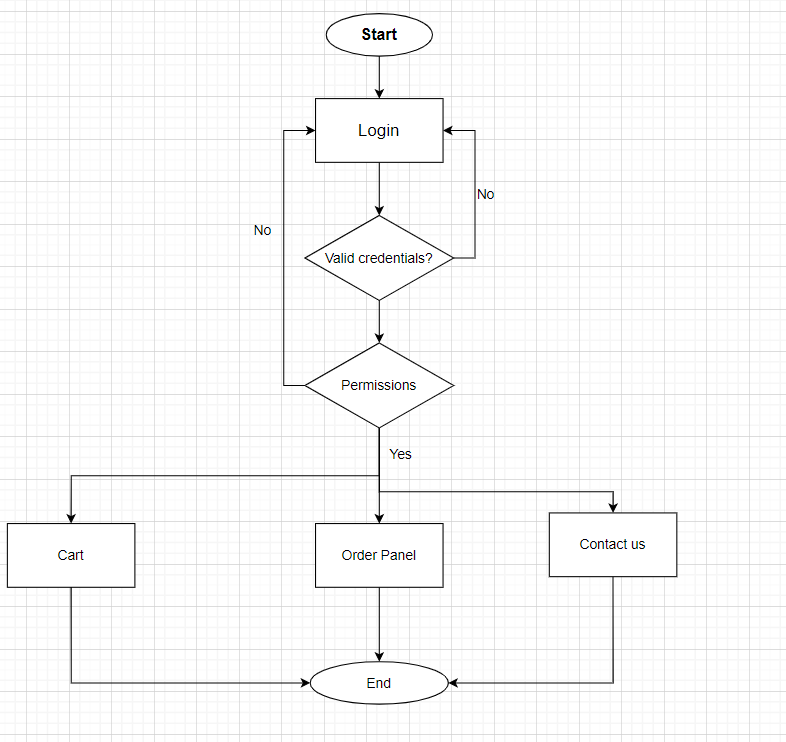 Start
Login
No
No
Valid credentials?
Permissions
Yes
Cart
Order Panel
Contact us
End